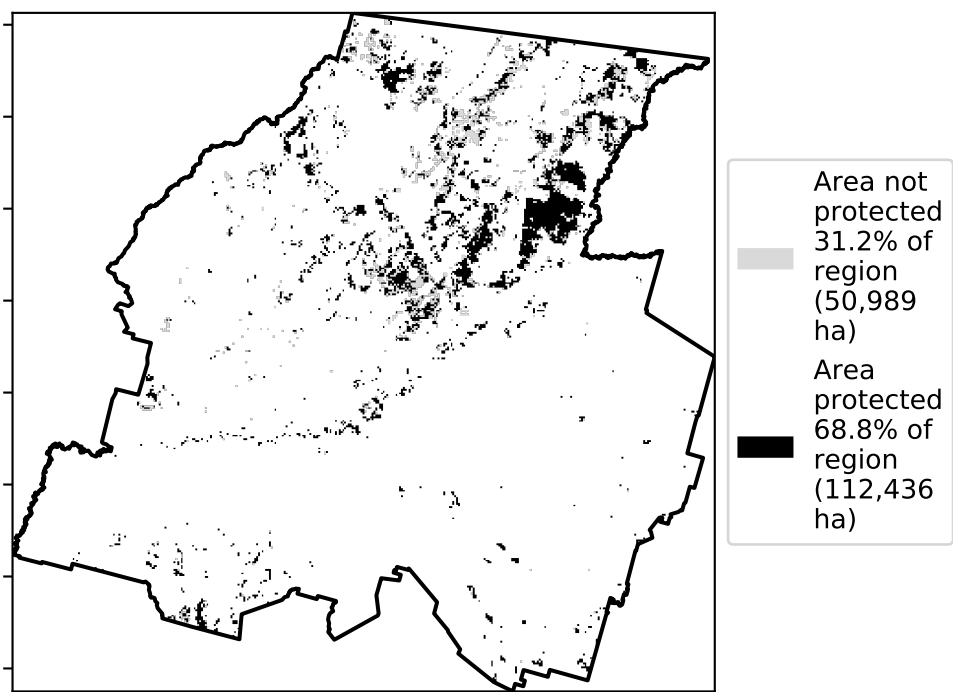 Area not
protected
31.2% of
region
(50,989
ha)
Area
protected
68.8% of
region
(112,436
ha)